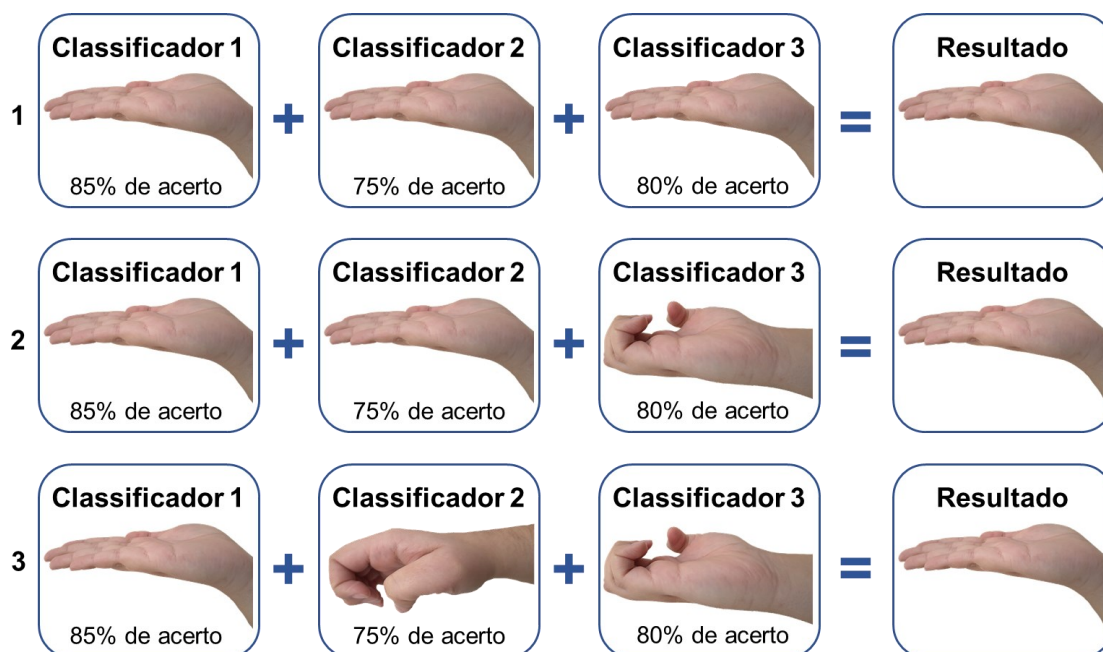 Classificador 1 Classificador 2 Classificador 3 Resultado
1 + + =
85% de acerto 75% de acerto 80% de acerto
Classificador 1 Classificador 2 Classificador 3 Resultado
2 + + =
85% de acerto 75% de acerto 80% de acerto
Classificador 1 Classificador 2 Classificador 3 Resultado
3 + + =
85% de acerto 75% de acerto 80% de acerto